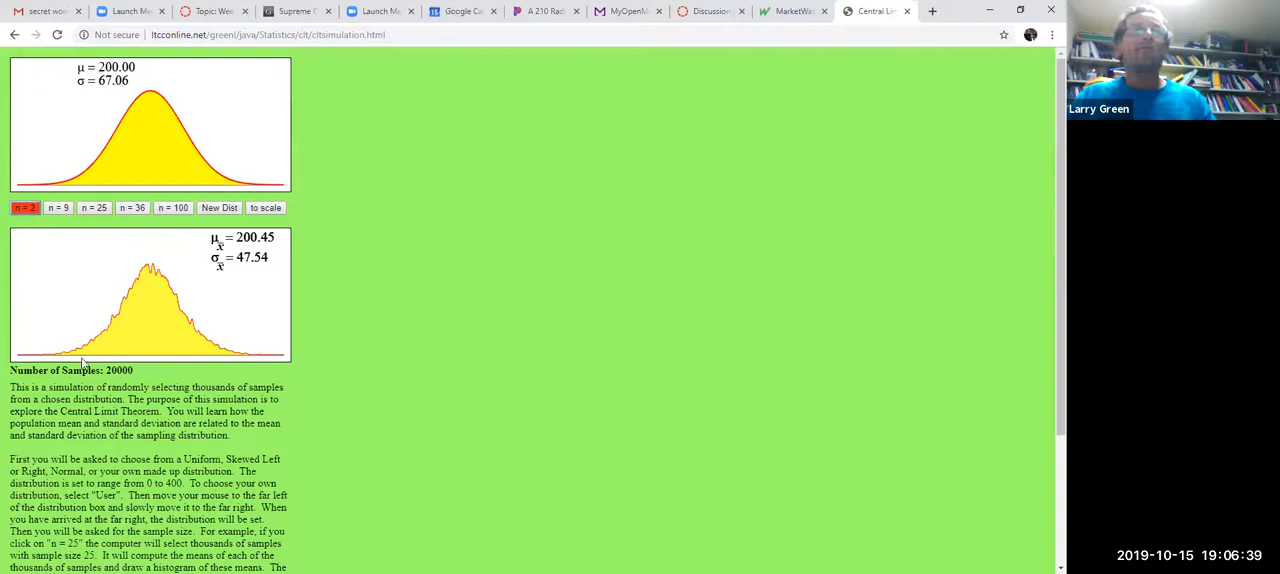 secret wor
Launch Me
Topic: Wee
Supreme C
Launch Me
Google Ca
A 210 Radi
MyOpenM
Discussion
MarketWa
Central Lim
Not secure
ltcconline.net/greenl/java/Statistics/clt/cltsimulation.html
Larry Green
μ = 200.00
σ = 67.06
n = 2
n = 9
n = 25
n = 36
n = 100
New Dist
to scale
μx̄ = 200.45
σx̄ = 47.54
Number of Samples: 20000
This is a simulation of randomly selecting thousands of samples
from a chosen distribution. The purpose of this simulation is to
explore the Central Limit Theorem. You will learn how the
population mean and standard deviation are related to the mean
and standard deviation of the sampling distribution.
First you will be asked to choose from a Uniform, Skewed Left
or Right, Normal, or your own made up distribution. The
distribution is set to range from 0 to 400. To choose your own
distribution, select "User". Then move your mouse to the far left
of the distribution box and slowly move it to the far right. When
you have arrived at the far right, the distribution will be set.
Then you will be asked for the sample size. For example, if you
click on "n = 25" the computer will select thousands of samples
with sample size 25. It will compute the means of each of the
thousands of samples and draw a histogram of these means. The
2019-10-15 19:06:39